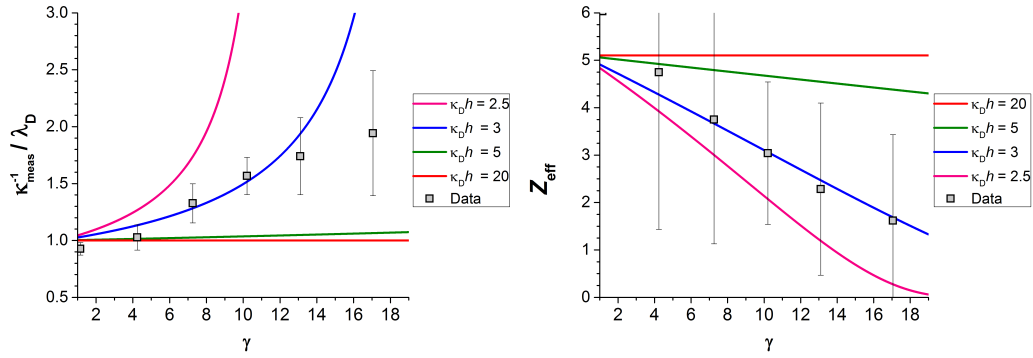 3.0
2.5
2.0
1.5
1.0
0.5
2 4 6 8 10 12 14 16 18
γ
κ⁻¹meas / λD
κDh = 2.5
κDh = 3
κDh = 5
κDh = 20
Data
6
5
4
3
2
1
0
2 4 6 8 10 12 14 16 18
γ
Zeff
κDh = 20
κDh = 5
κDh = 3
κDh = 2.5
Data